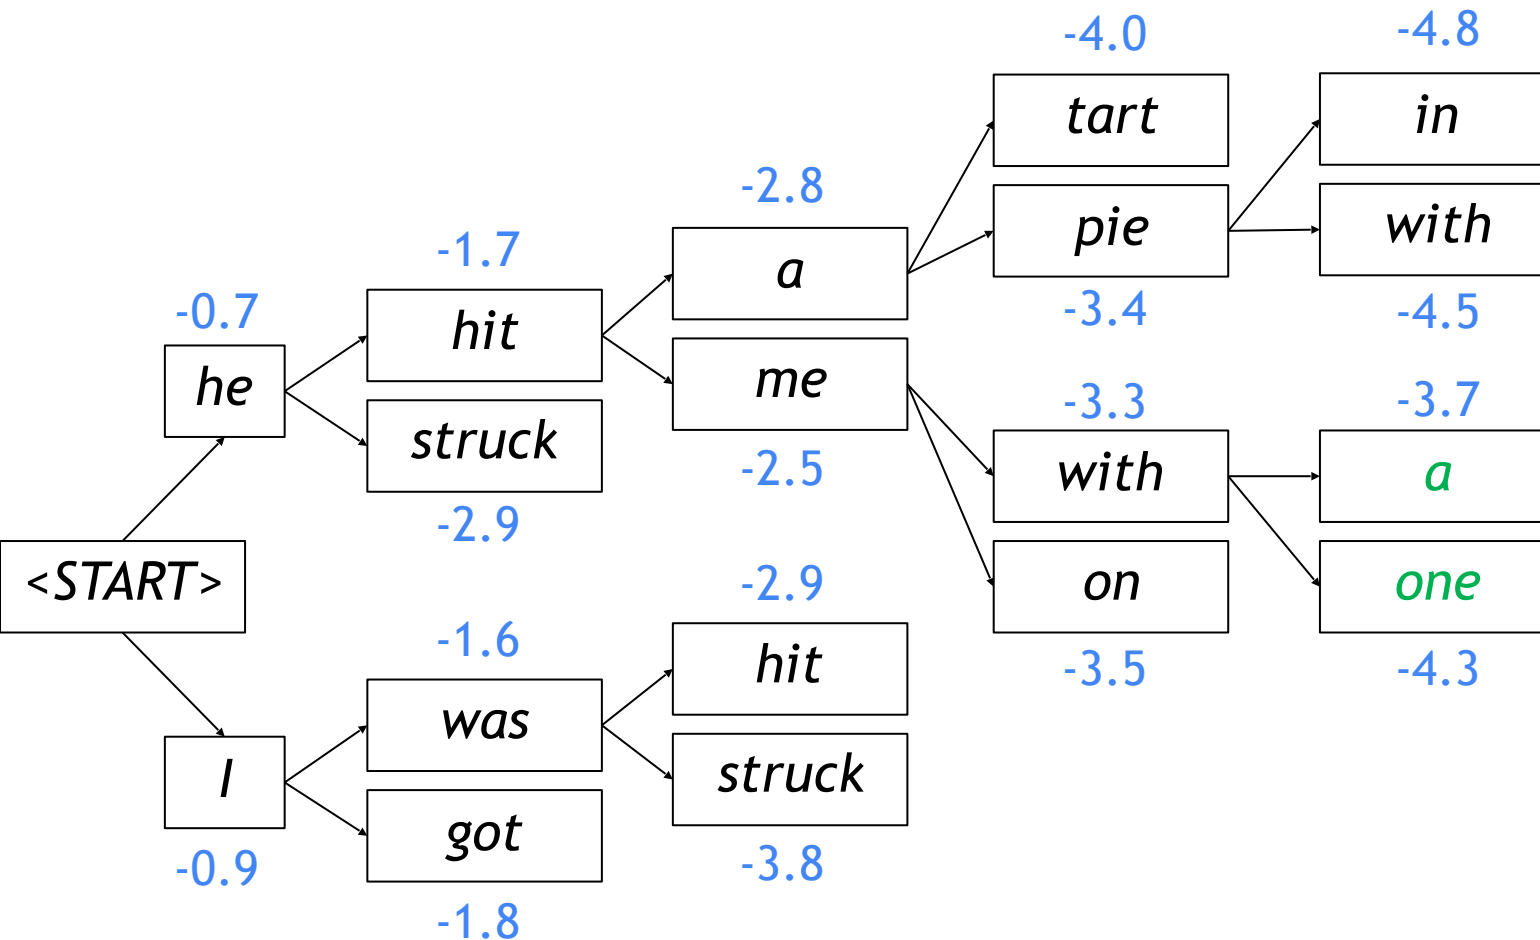 -4.0
-4.8
tart
in
-2.8
pie
with
-1.7
a
-3.4
-4.5
-0.7
hit
me
-3.3
-3.7
he
struck
-2.5
with
a
-2.9
<START>
-2.9
on
one
-1.6
hit
-3.5
-4.3
was
I
struck
got
-0.9
-3.8
-1.8